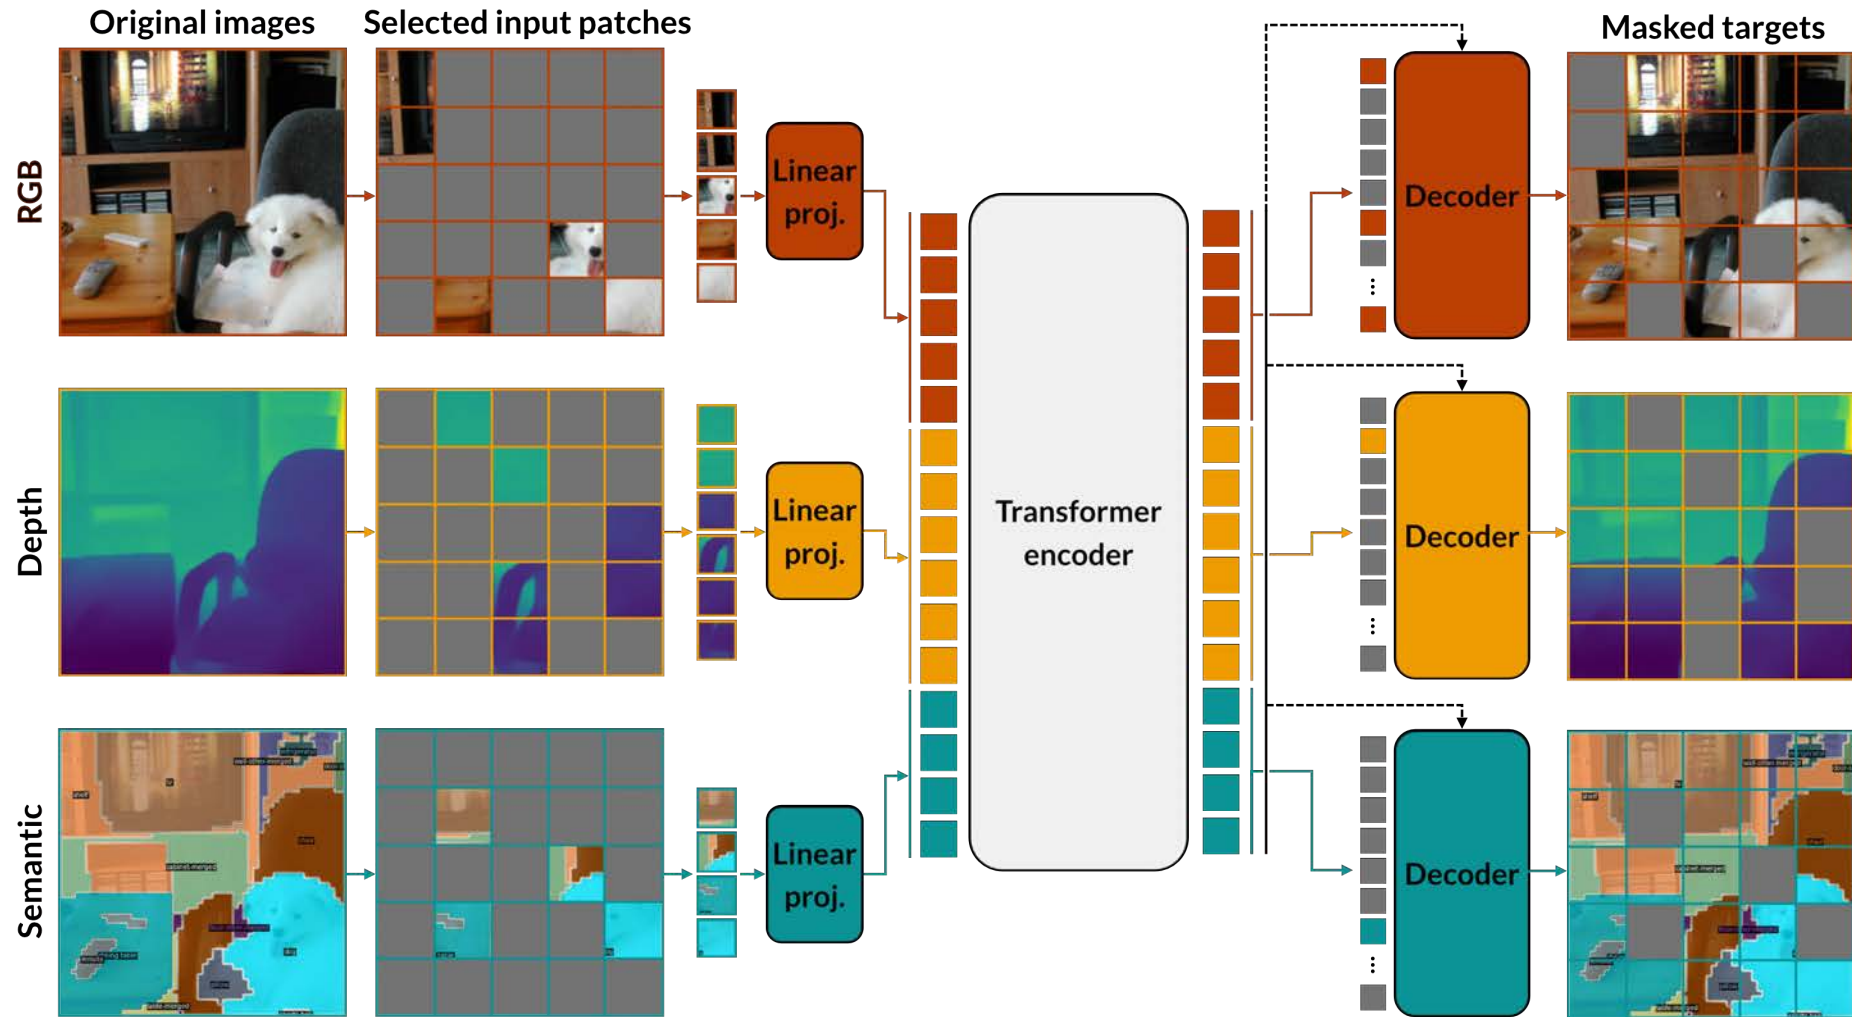 Original images
Selected input patches
Masked targets
RGB
Linear
proj.
Decoder
Depth
Linear
proj.
Transformer
encoder
Decoder
Semantic
Linear
proj.
Decoder